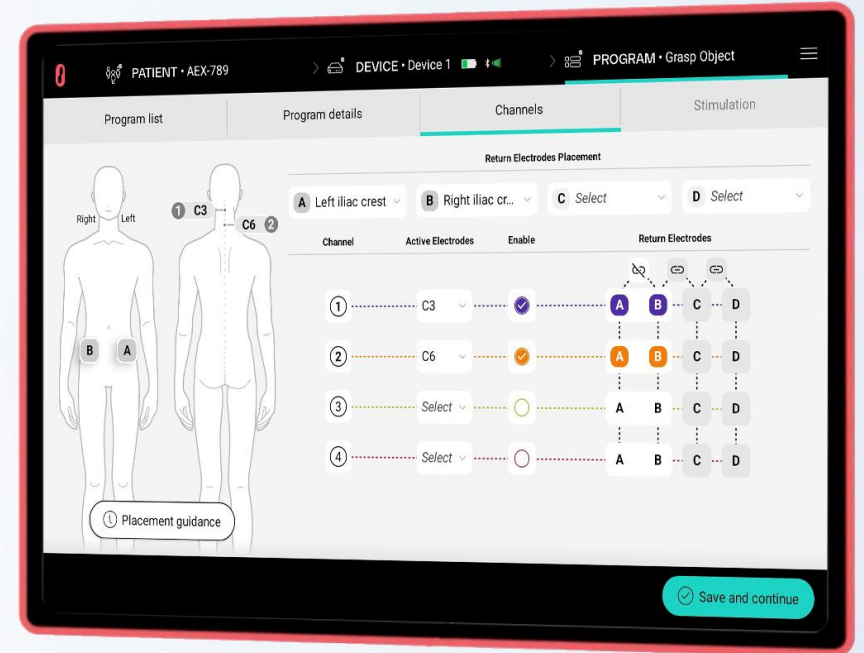 PATIENT • AEX-789
DEVICE • Device 1
PROGRAM • Grasp Object
Program list
Program details
Channels
Stimulation
Return Electrodes Placement
A Left iliac crest
B Right iliac cr...
C Select
D Select
Right
Left
1 C3
C6 2
B A
Channel
Active Electrodes
Enable
Return Electrodes
1 C3 A B C D
2 C6 A B C D
3 Select A B C D
4 Select A B C D
Placement guidance
Save and continue